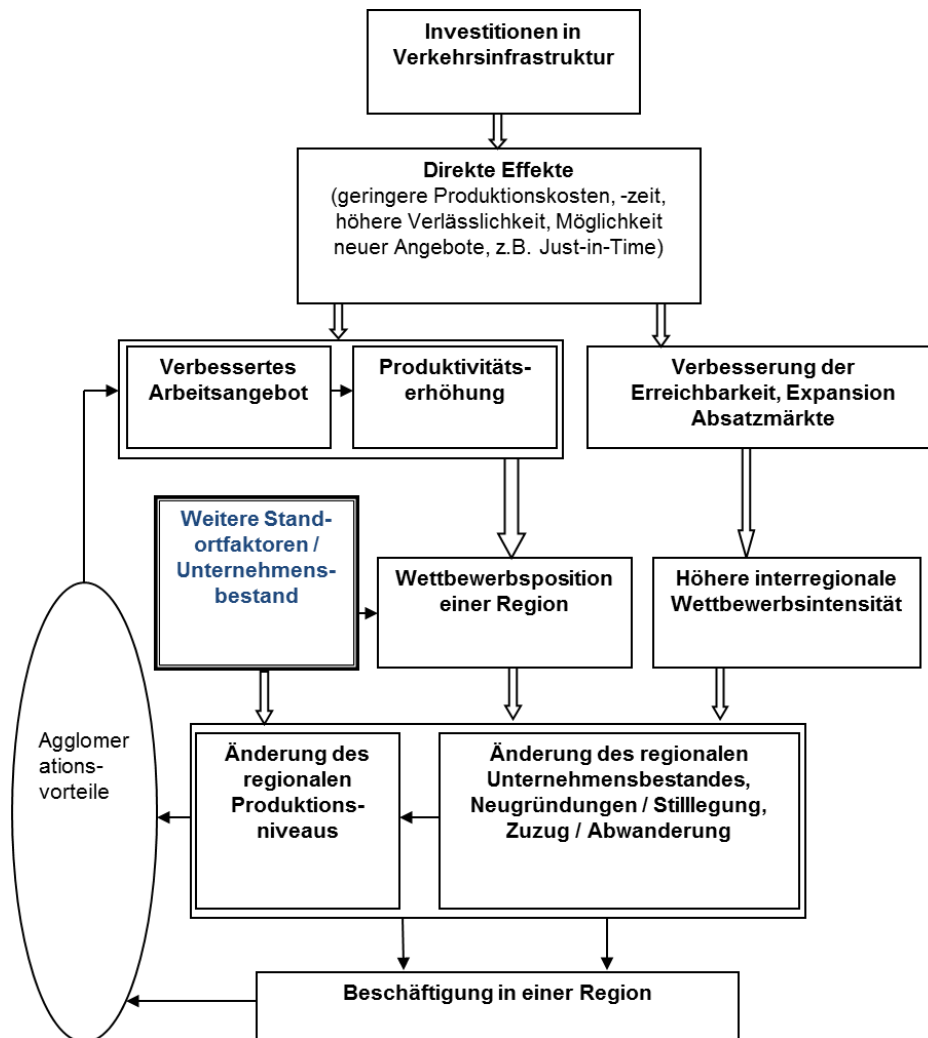 Investitionen in
Verkehrsinfrastruktur
Direkte Effekte
(geringere Produktionskosten, -zeit,
höhere Verlässlichkeit, Möglichkeit
neuer Angebote, z.B. Just-in-Time)
Verbessertes
Arbeitsangebot
Produktivitäts-
erhöhung
Verbesserung der
Erreichbarkeit, Expansion
Absatzmärkte
Weitere Stand-
ortfaktoren /
Unternehmens-
bestand
Wettbewerbsposition
einer Region
Höhere interregionale
Wettbewerbsintensität
Agglomer
ations-
vorteile
Änderung des
regionalen
Produktions-
niveaus
Änderung des regionalen
Unternehmensbestandes,
Neugründungen / Stilllegung,
Zuzug / Abwanderung
Beschäftigung in einer Region